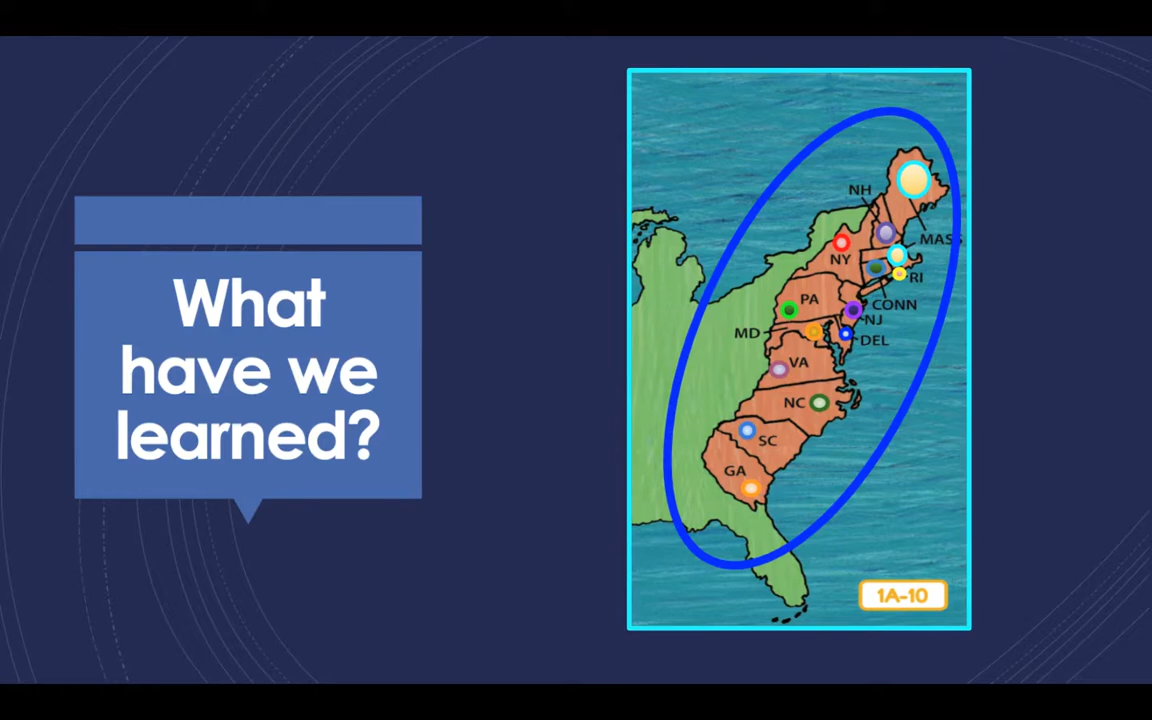 What
have we
learned?
NH
MASS
NY
RI
PA
CONN
NJ
MD
DEL
VA
NC
SC
GA
1A-10